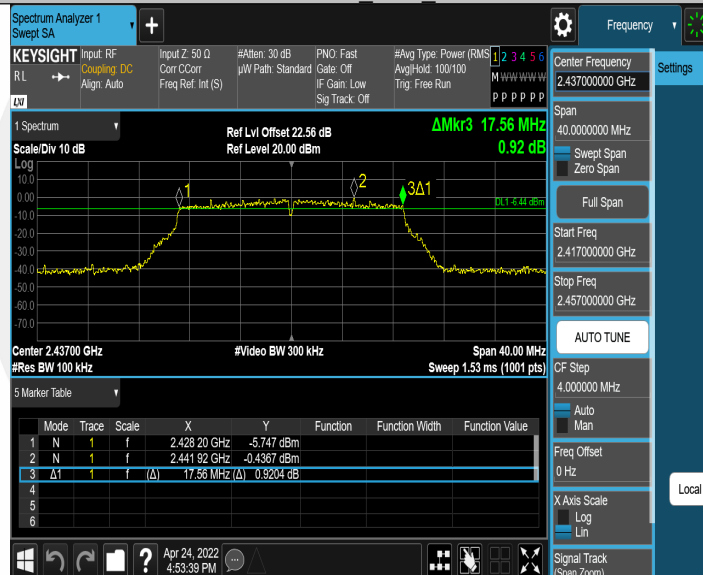 Spectrum Analyzer 1
Swept SA
Frequency
KEYSIGHT
RL
LXI
Input: RF
Coupling: DC
Align: Auto
Input Z: 50 Ω
Corr CCorr
Freq Ref: Int (S)
#Atten: 30 dB
µW Path: Standard
PNO: Fast
Gate: Off
IF Gain: Low
Sig Track: Off
#Avg Type: Power (RMS
Avg|Hold: 100/100
Trig: Free Run
1 2 3 4 5 6
M W W W W W
P P P P P P
Center Frequency
2.437000000 GHz
Settings
Span
40.0000000 MHz
Swept Span
Zero Span
Full Span
Start Freq
2.417000000 GHz
Stop Freq
2.457000000 GHz
AUTO TUNE
CF Step
4.000000 MHz
Auto
Man
Freq Offset
0 Hz
X Axis Scale
Log
Lin
Signal Track
(Span Zoom)
Local
1 Spectrum
Scale/Div 10 dB
Ref Lvl Offset 22.56 dB
Ref Level 20.00 dBm
ΔMkr3 17.56 MHz
0.92 dB
Log
10.0
0.00
-10.0
-20.0
-30.0
-40.0
-50.0
-60.0
-70.0
1
2
3Δ1
DL1 -6.44 dBm
Center 2.43700 GHz
#Video BW 300 kHz
Span 40.00 MHz
#Res BW 100 kHz
Sweep 1.53 ms (1001 pts)
5 Marker Table
Mode Trace Scale X Y Function Function Width Function Value
1 N 1 f 2.428 20 GHz -5.747 dBm
2 N 1 f 2.441 92 GHz -0.4367 dBm
3 Δ1 1 f (Δ) 17.56 MHz (Δ) 0.9204 dB
4
5
6
?
Apr 24, 2022
4:53:39 PM